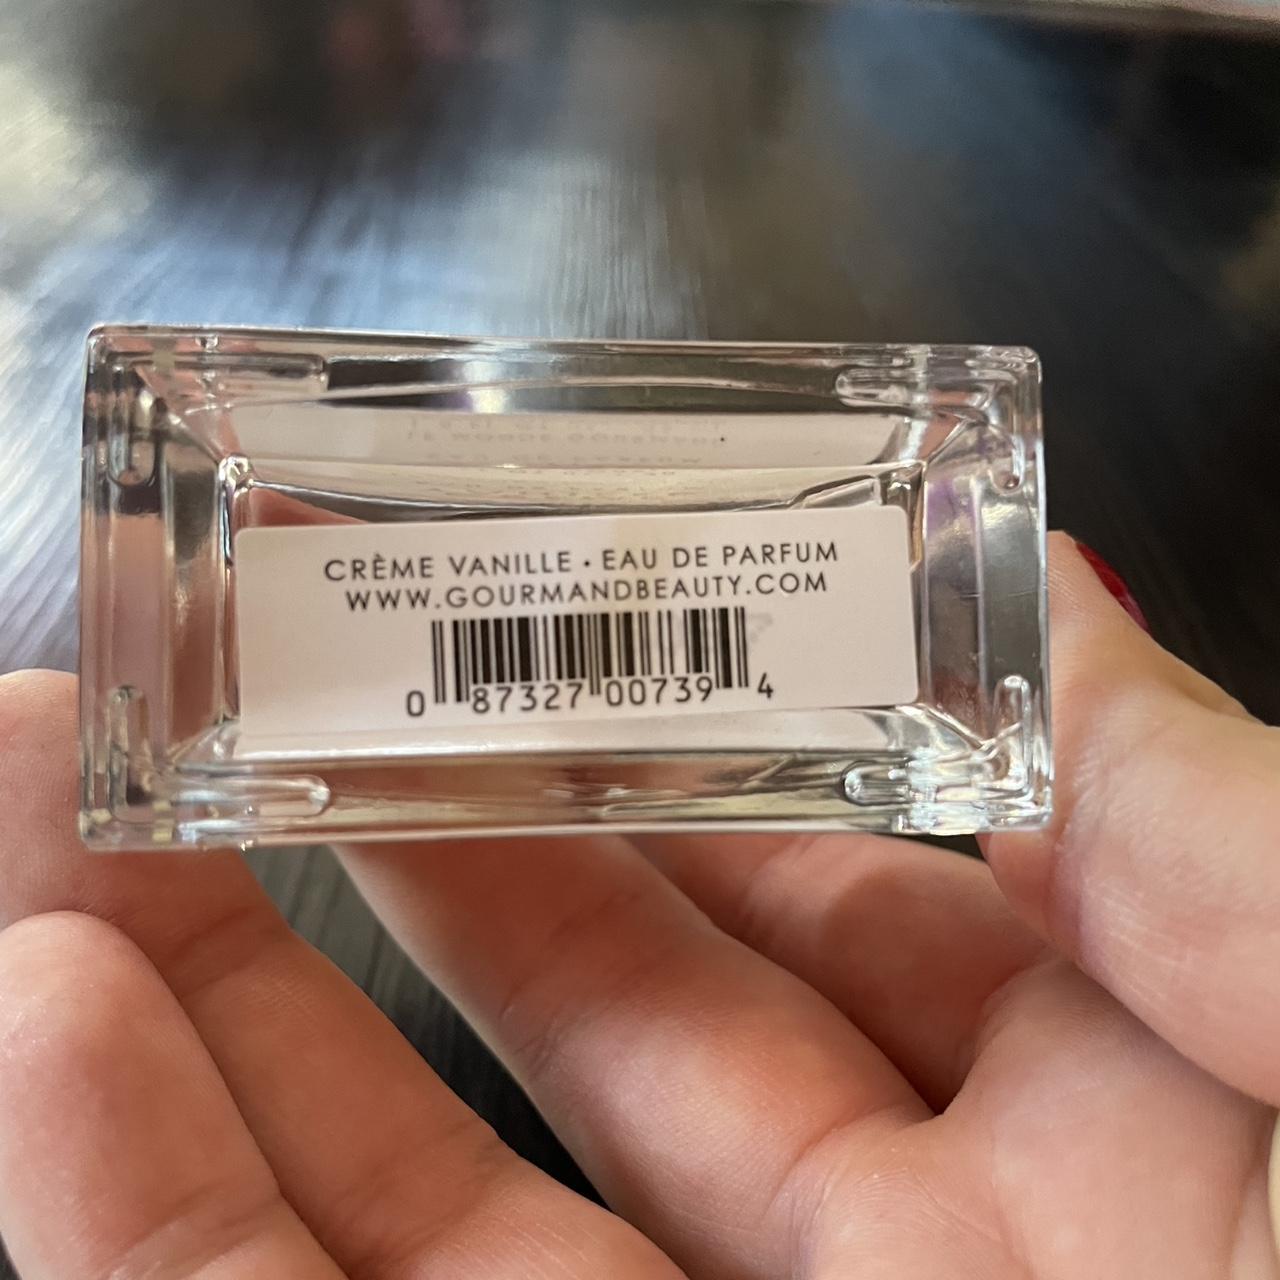 CRÈME VANILLE • EAU DE PARFUM
WWW.GOURMANDBEAUTY.COM
0 87327 00739 4